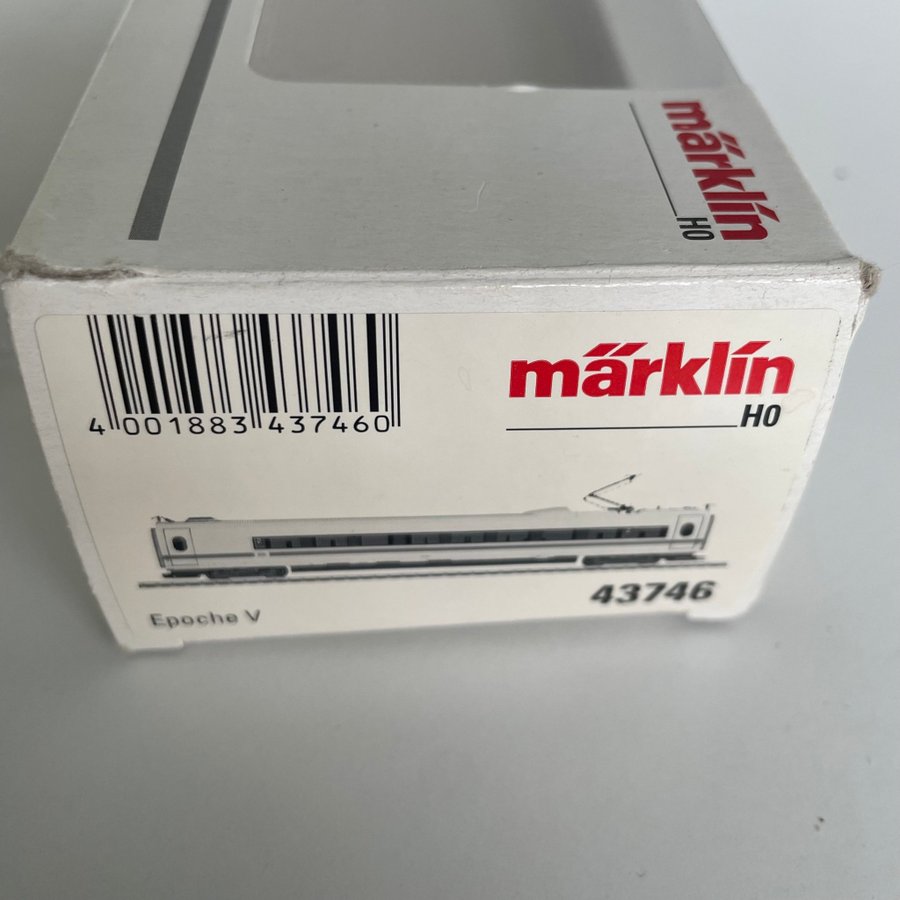 märklin
H0
4 001883 437460
märklin
H0
43746
Epoche V